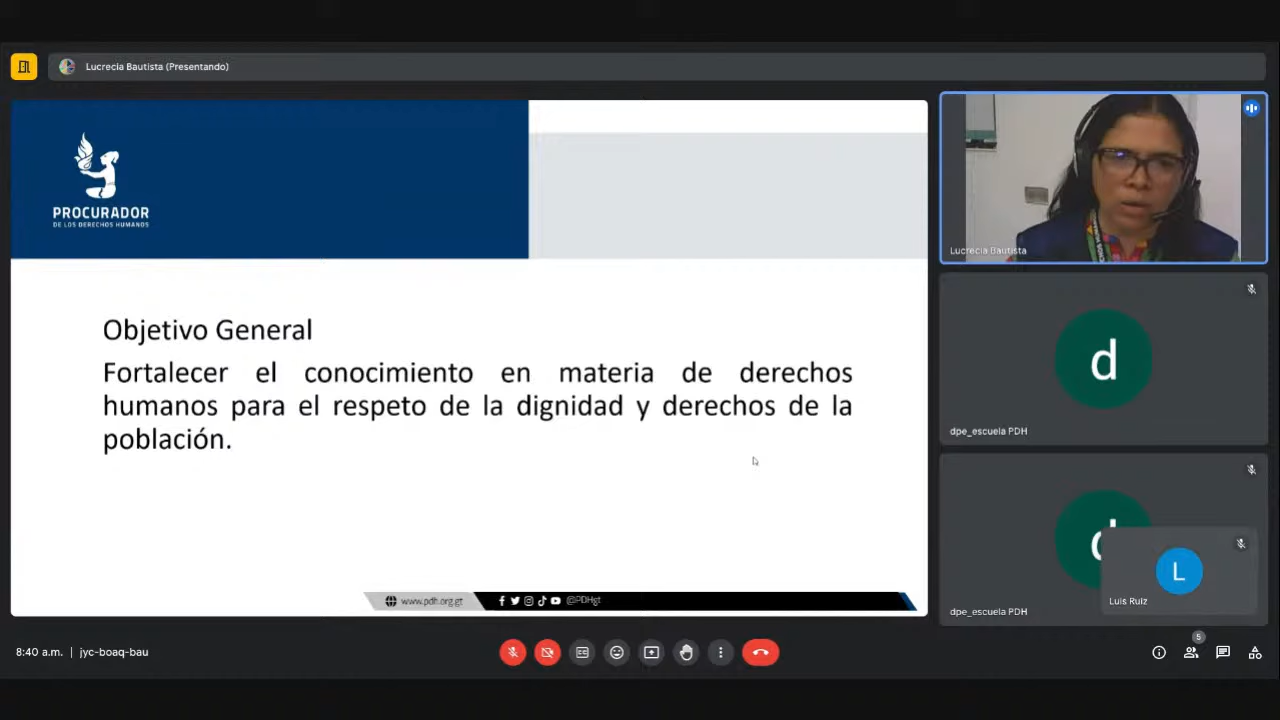 Lucrecia Bautista (Presentando)
PROCURADOR
DE LOS DERECHOS HUMANOS
Objetivo General
Fortalecer el conocimiento en materia de derechos
humanos para el respeto de la dignidad y derechos de la
población.
www.pdh.org.gt
@PDHgt
Lucrecia Bautista
d
dpe_escuela PDH
d
L
Luis Ruiz
dpe_escuela PDH
8:40 a.m. | jyc-boaq-bau
5